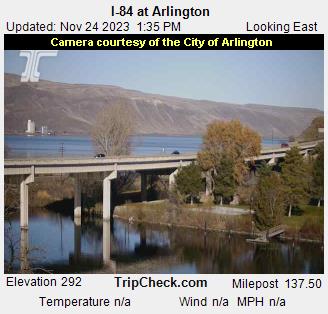 I-84 at Arlington
Updated: Nov 24 2023 1:35 PM Looking East
Camera courtesy of the City of Arlington
Elevation 292 TripCheck.com Milepost 137.50
Temperature n/a Wind n/a MPH n/a